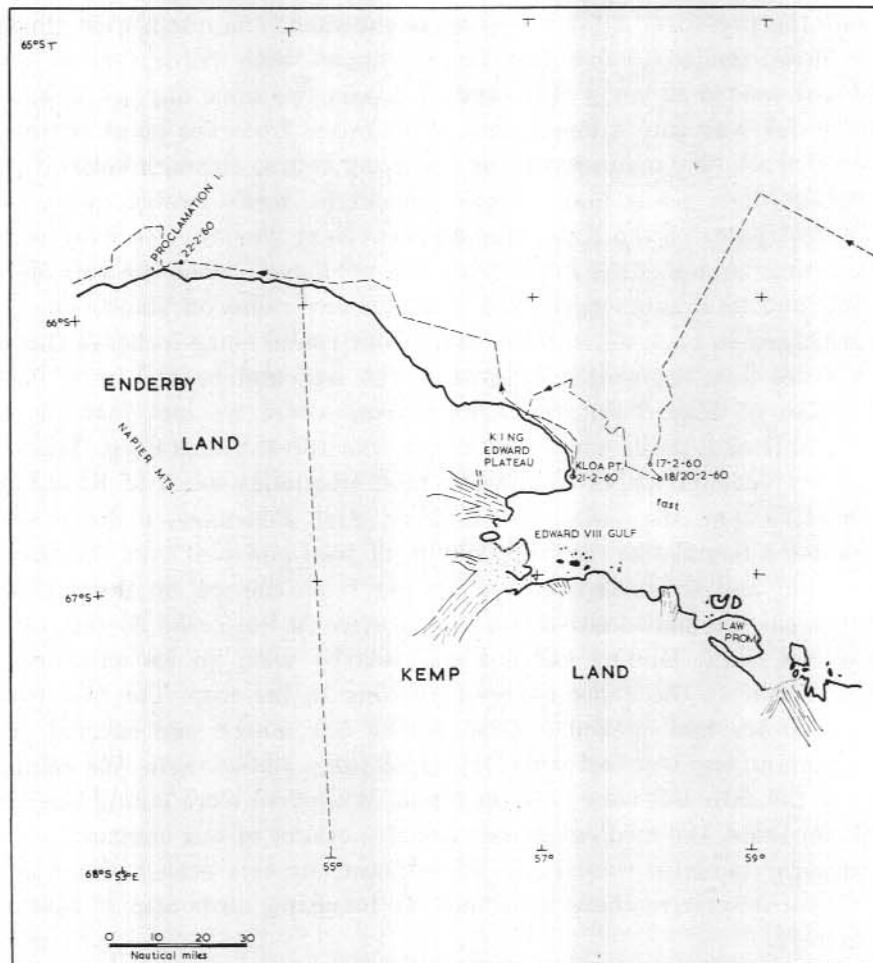 65°S
PROCLAMATION I
22-2-60
66°S
ENDERBY
LAND
NAPIER MTS.
KING
EDWARD
PLATEAU
KLOA PT.
21-2-60
17-2-60
18/20-2-60
fast
EDWARD VIII GULF
67°S
LAW
PROM.
KEMP
LAND
55°
57°
59°
68°S
53°E
0 10 20 30
Nautical miles